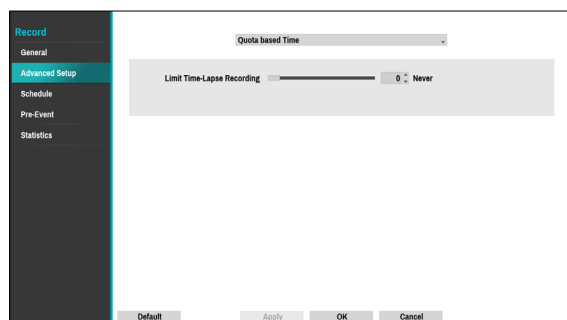 Record
General
Advanced Setup
Schedule
Pre-Event
Statistics
Quota based Time
Limit Time-Lapse Recording 0 Never
Default Apply OK Cancel